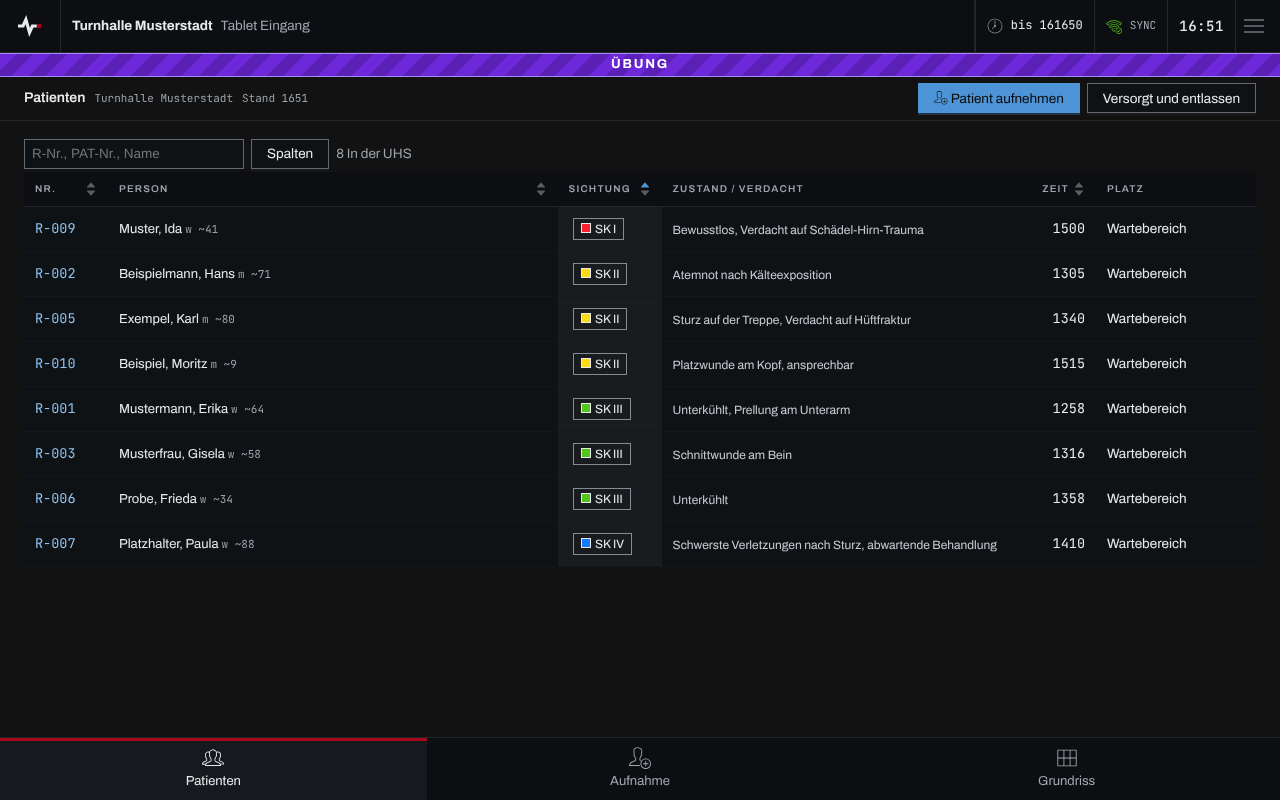 Turnhalle Musterstadt Tablet Eingang bis 161650 SYNC 16:51
ÜBUNG
Patienten Turnhalle Musterstadt Stand 1651 Patient aufnehmen Versorgt und entlassen
R-Nr., PAT-Nr., Name Spalten 8 In der UHS
NR. PERSON SICHTUNG ZUSTAND / VERDACHT ZEIT PLATZ
R-009 Muster, Ida w ~41 SK I Bewusstlos, Verdacht auf Schädel-Hirn-Trauma 1500 Wartebereich
R-002 Beispielmann, Hans m ~71 SK II Atemnot nach Kälteexposition 1305 Wartebereich
R-005 Exempel, Karl m ~80 SK II Sturz auf der Treppe, Verdacht auf Hüftfraktur 1340 Wartebereich
R-010 Beispiel, Moritz m ~9 SK II Platzwunde am Kopf, ansprechbar 1515 Wartebereich
R-001 Mustermann, Erika w ~64 SK III Unterkühlt, Prellung am Unterarm 1258 Wartebereich
R-003 Musterfrau, Gisela w ~58 SK III Schnittwunde am Bein 1316 Wartebereich
R-006 Probe, Frieda w ~34 SK III Unterkühlt 1358 Wartebereich
R-007 Platzhalter, Paula w ~88 SK IV Schwerste Verletzungen nach Sturz, abwartende Behandlung 1410 Wartebereich
Patienten Aufnahme Grundriss